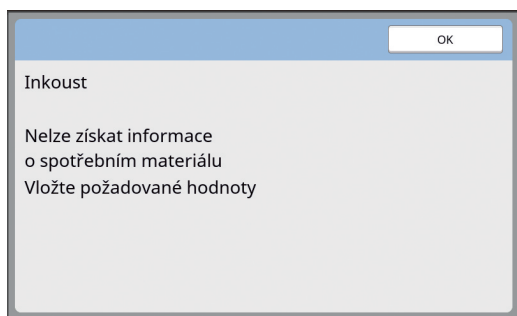 OK
Inkoust
Nelze získat informace
o spotřebním materiálu
Vložte požadované hodnoty